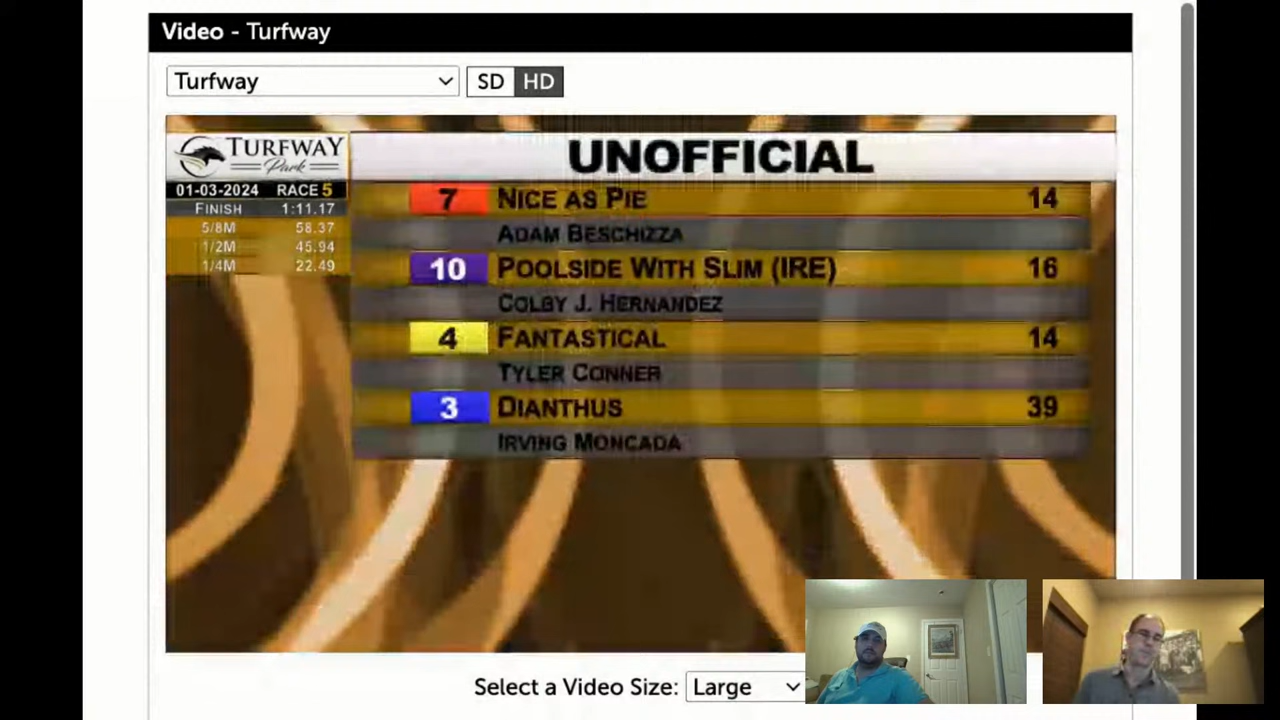 Video - Turfway
Turfway SD HD
TURFWAY
Park
UNOFFICIAL
01-03-2024 RACE 5
FINISH 1:11.17
5/8M 58.37
1/2M 45.94
1/4M 22.49
7 NICE AS PIE 14
ADAM BESCHIZZA
10 POOLSIDE WITH SLIM (IRE) 16
COLBY J. HERNANDEZ
4 FANTASTICAL 14
TYLER CONNER
3 DIANTHUS 39
IRVING MONCADA
Select a Video Size: Large